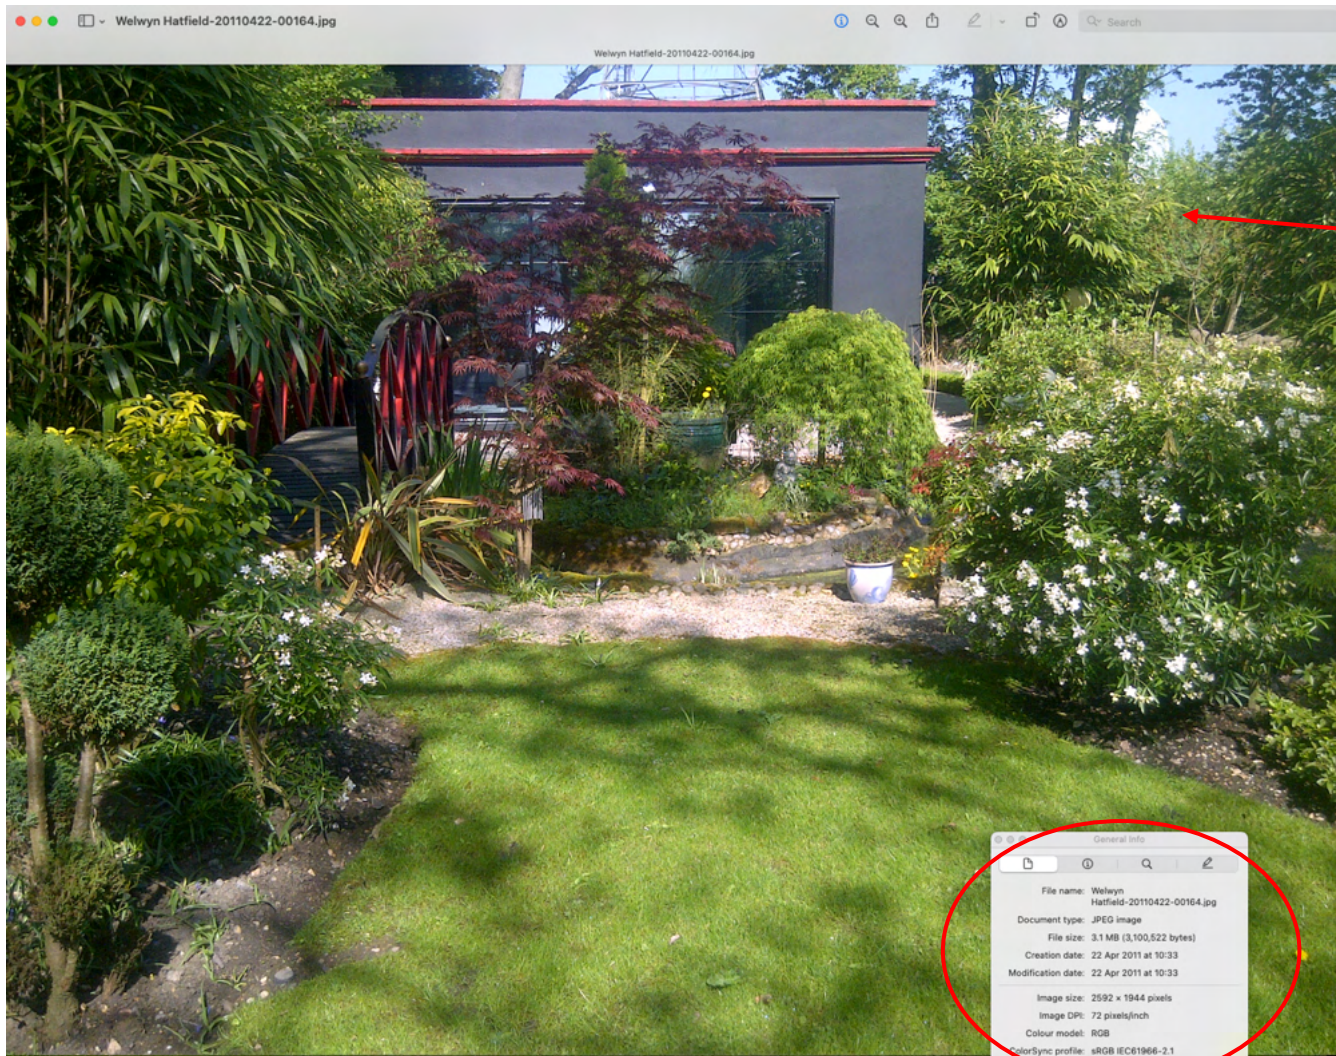 Welwyn Hatfield-20110422-00164.jpg
Search
Welwyn Hatfield-20110422-00164.jpg
General Info
File name: Welwyn
Hatfield-20110422-00164.jpg
Document type: JPEG image
File size: 3.1 MB (3,100,522 bytes)
Creation date: 22 Apr 2011 at 10:33
Modification date: 22 Apr 2011 at 10:33
Image size: 2592 × 1944 pixels
Image DPI: 72 pixels/inch
Colour model: RGB
ColorSync profile: sRGB IEC61966-2.1